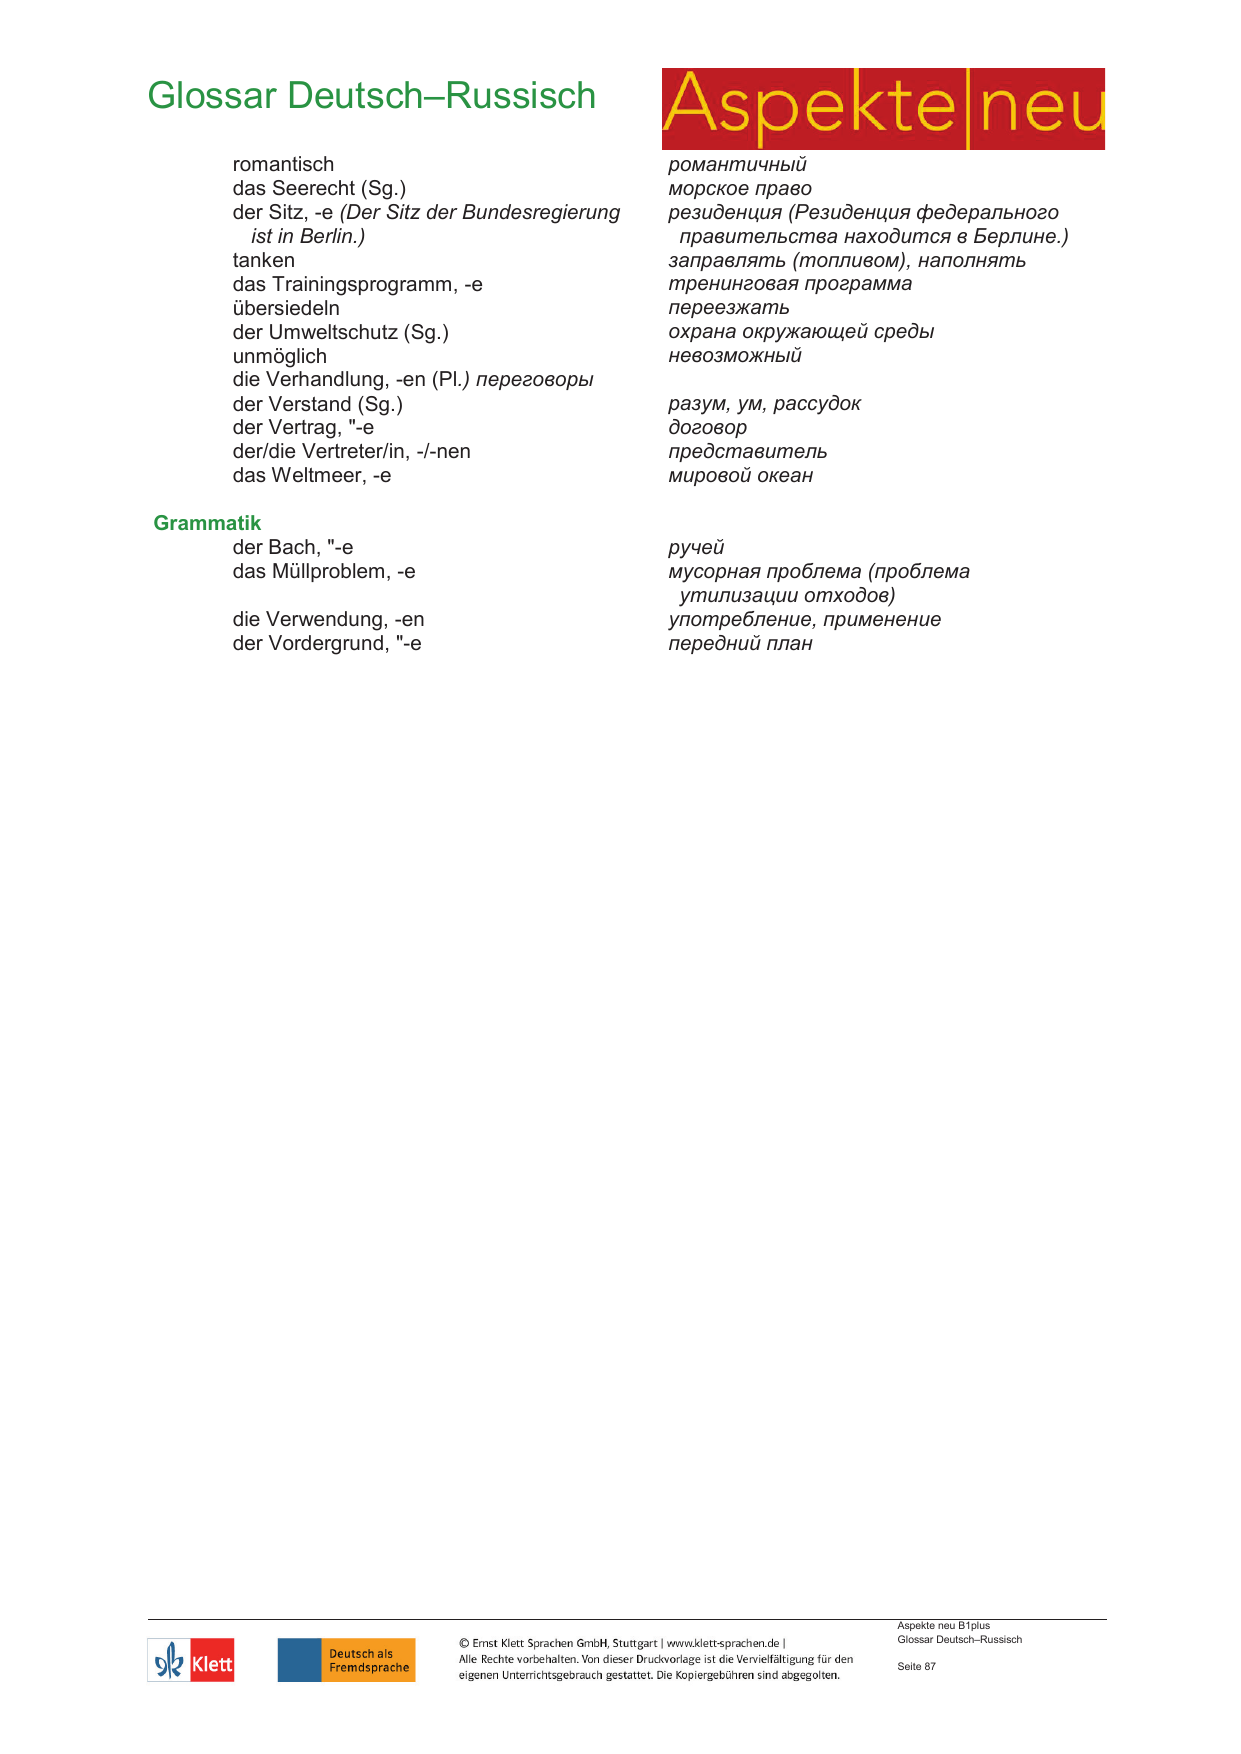 Glossar Deutsch–Russisch
Aspekte|neu
romantisch романтичный
das Seerecht (Sg.) морское право
der Sitz, -e (Der Sitz der Bundesregierung резиденция (Резиденция федерального
ist in Berlin.) правительства находится в Берлине.)
tanken заправлять (топливом), наполнять
das Trainingsprogramm, -e тренинговая программа
übersiedeln переезжать
der Umweltschutz (Sg.) охрана окружающей среды
unmöglich невозможный
die Verhandlung, -en (Pl.) переговоры
der Verstand (Sg.) разум, ум, рассудок
der Vertrag, "-e договор
der/die Vertreter/in, -/-nen представитель
das Weltmeer, -e мировой океан
Grammatik
der Bach, "-e ручей
das Müllproblem, -e мусорная проблема (проблема
утилизации отходов)
die Verwendung, -en употребление, применение
der Vordergrund, "-e передний план
Klett
Deutsch als
Fremdsprache
© Ernst Klett Sprachen GmbH, Stuttgart | www.klett-sprachen.de |
Alle Rechte vorbehalten. Von dieser Druckvorlage ist die Vervielfältigung für den
eigenen Unterrichtsgebrauch gestattet. Die Kopiergebühren sind abgegolten.
Aspekte neu B1plus
Glossar Deutsch–Russisch
Seite 87